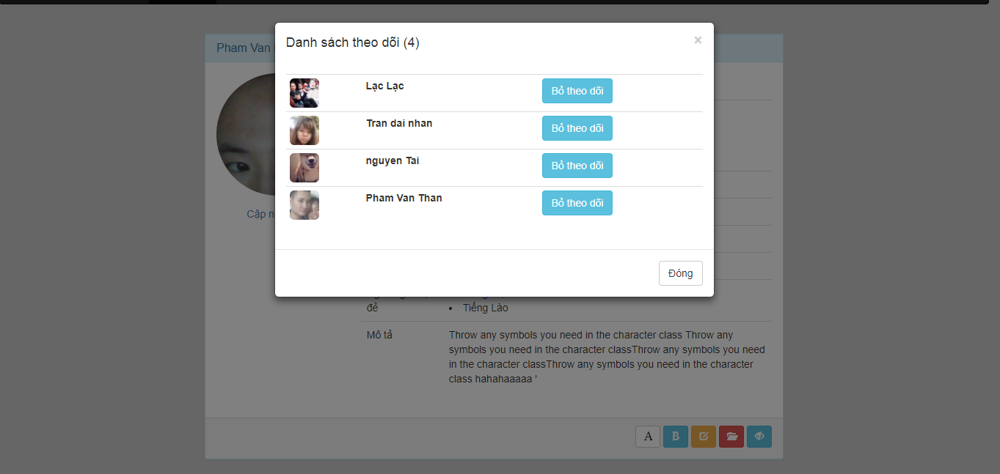 Danh sách theo dõi (4)
×
Pham Van
Lạc Lạc
Bỏ theo dõi
Tran dai nhan
Bỏ theo dõi
nguyen Tai
Bỏ theo dõi
Pham Van Than
Bỏ theo dõi
Cập
Đóng
đẻ
• Tiếng Lào
Mô tả
Throw any symbols you need in the character class Throw any
symbols you need in the character classThrow any symbols you need
in the character classThrow any symbols you need in the character
class hahahaaaaa '
A B